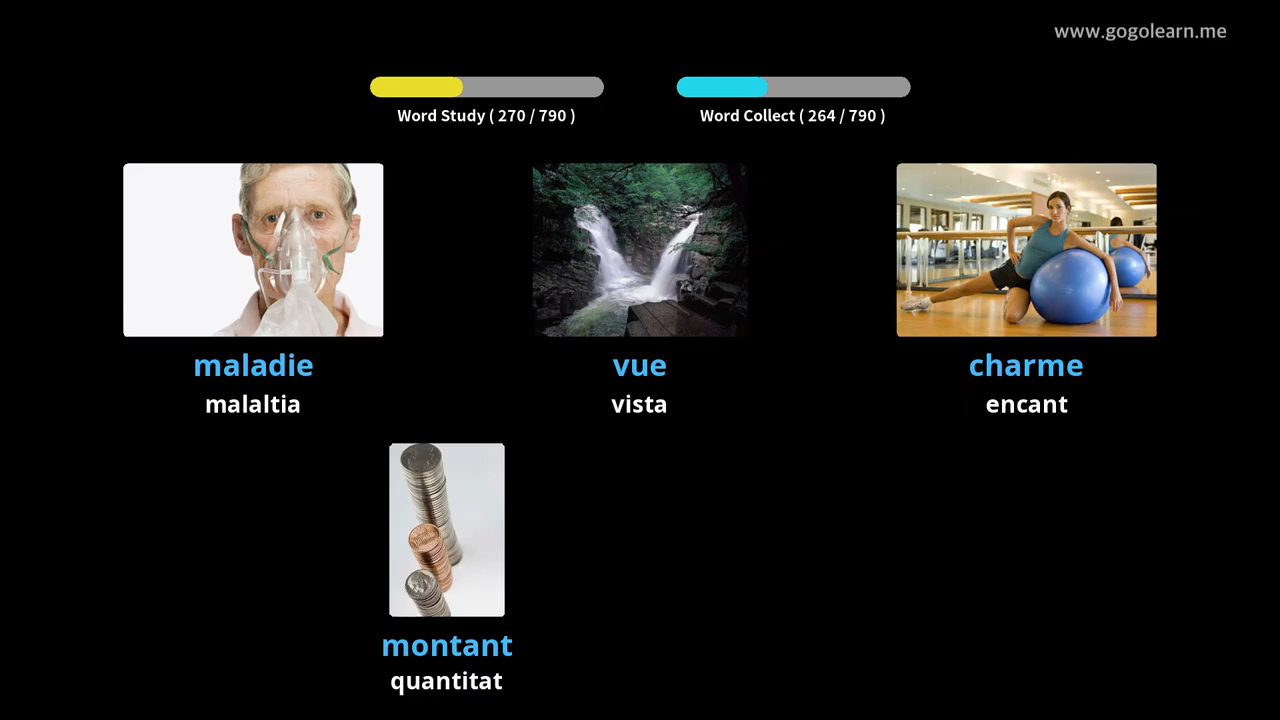 www.gogolearn.me
Word Study ( 270 / 790 )
Word Collect ( 264 / 790 )
maladie
malaltia
vue
vista
charme
encant
montant
quantitat